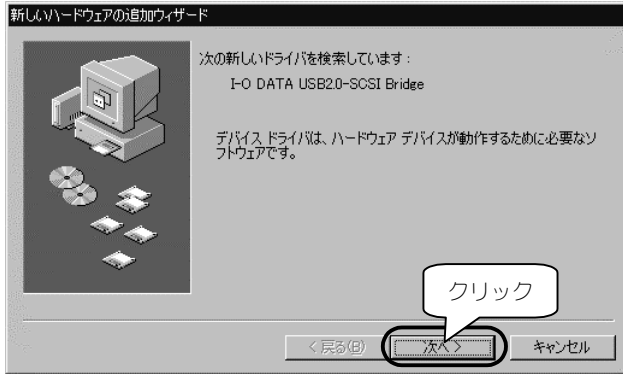 新しいハードウェアの追加ウィザード
次の新しいドライバを検索しています：
I-O DATA USB2.0-SCSI Bridge
デバイス ドライバは、ハードウェア デバイスが動作するために必要なソ
フトウェアです。
クリック
< 戻る(B)
次へ >
キャンセル